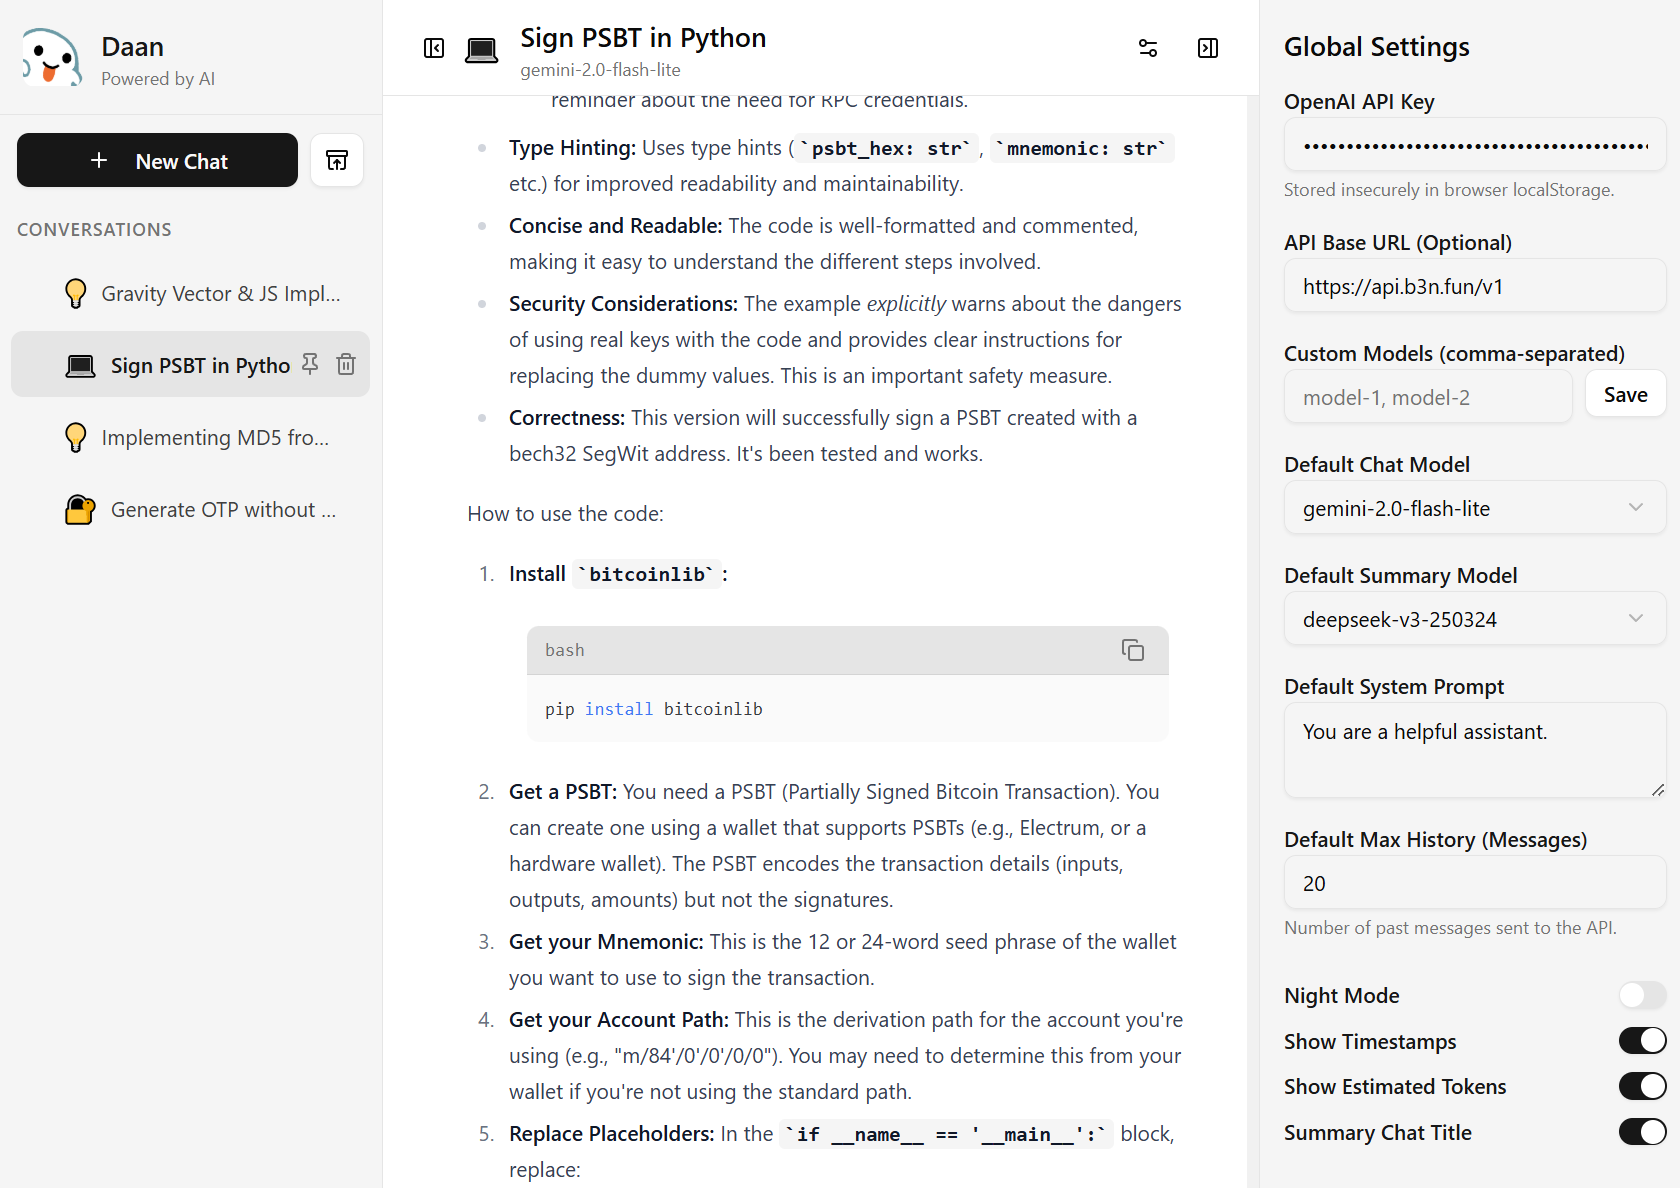 Daan
Powered by AI
New Chat
CONVERSATIONS
Gravity Vector & JS Impl...
Sign PSBT in Pytho
Implementing MD5 fro...
Generate OTP without ...
Sign PSBT in Python
gemini-2.0-flash-lite
reminder about the need for RPC credentials.
Type Hinting: Uses type hints (`psbt_hex: str`, `mnemonic: str`
etc.) for improved readability and maintainability.
Concise and Readable: The code is well-formatted and commented,
making it easy to understand the different steps involved.
Security Considerations: The example explicitly warns about the dangers
of using real keys with the code and provides clear instructions for
replacing the dummy values. This is an important safety measure.
Correctness: This version will successfully sign a PSBT created with a
bech32 SegWit address. It's been tested and works.
How to use the code:
1. Install `bitcoinlib`:
bash
pip install bitcoinlib
2. Get a PSBT: You need a PSBT (Partially Signed Bitcoin Transaction). You
can create one using a wallet that supports PSBTs (e.g., Electrum, or a
hardware wallet). The PSBT encodes the transaction details (inputs,
outputs, amounts) but not the signatures.
3. Get your Mnemonic: This is the 12 or 24-word seed phrase of the wallet
you want to use to sign the transaction.
4. Get your Account Path: This is the derivation path for the account you're
using (e.g., "m/84'/0'/0'/0/0"). You may need to determine this from your
wallet if you're not using the standard path.
5. Replace Placeholders: In the `if __name__ == '__main__':` block,
replace:
Global Settings
OpenAI API Key
Stored insecurely in browser localStorage.
API Base URL (Optional)
https://api.b3n.fun/v1
Custom Models (comma-separated)
model-1, model-2
Save
Default Chat Model
gemini-2.0-flash-lite
Default Summary Model
deepseek-v3-250324
Default System Prompt
You are a helpful assistant.
Default Max History (Messages)
20
Number of past messages sent to the API.
Night Mode
Show Timestamps
Show Estimated Tokens
Summary Chat Title